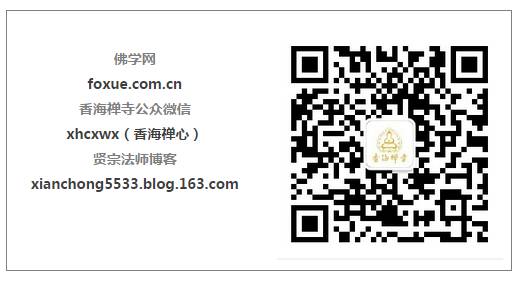 佛学网
foxue.com.cn
香海禅寺公众微信
xhcxwx（香海禅心）
贤宗法师博客
xianchong5533.blog.163.com
香海禅寺